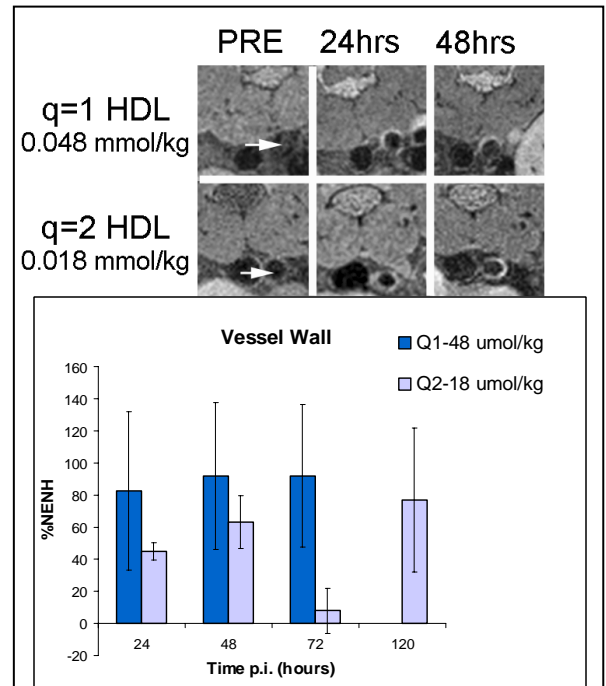 PRE 24hrs 48hrs
q=1 HDL
0.048 mmol/kg
q=2 HDL
0.018 mmol/kg
Vessel Wall
Q1-48 umol/kg
Q2-18 umol/kg
%NENH
160
140
120
100
80
60
40
20
0
-20
24 48 72 120
Time p.i. (hours)